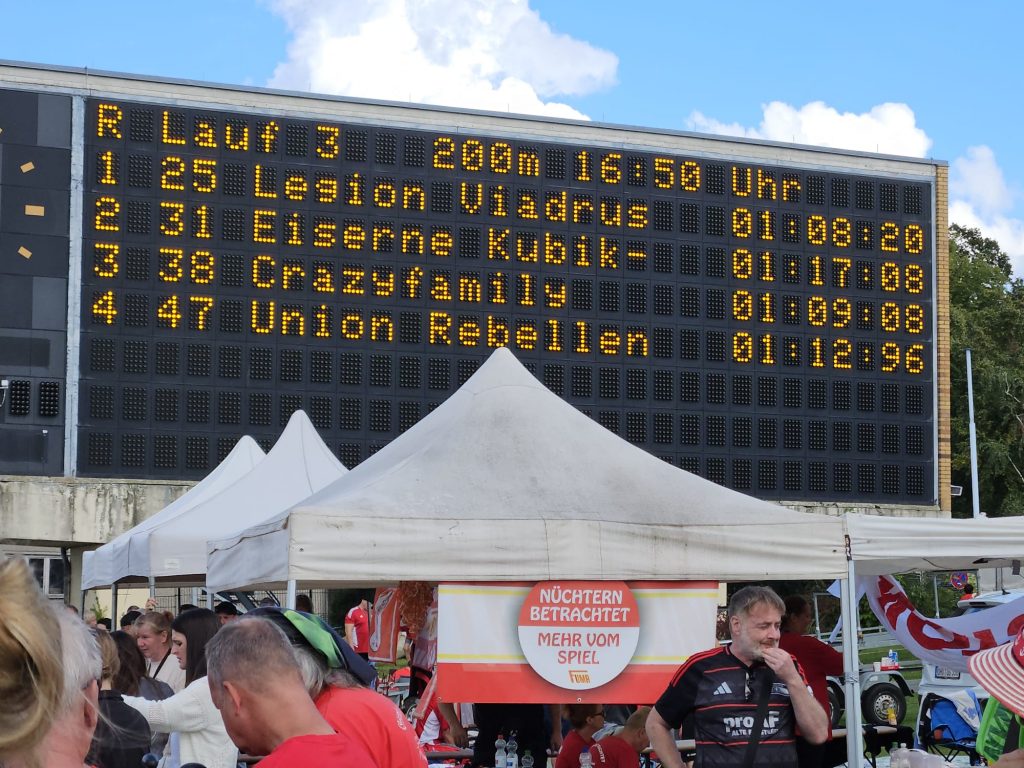 R Lauf 3 200m 16:50 Uhr
1 25 Legion Viadrus 01:08:20
2 31 Eiserne Kubik- 01:17:08
3 38 Crazyfamily 01:09:08
4 47 Union Rebellen 01:12:96
NÜCHTERN
BETRACHTET
MEHR VOM
SPIEL
adidas
proAF